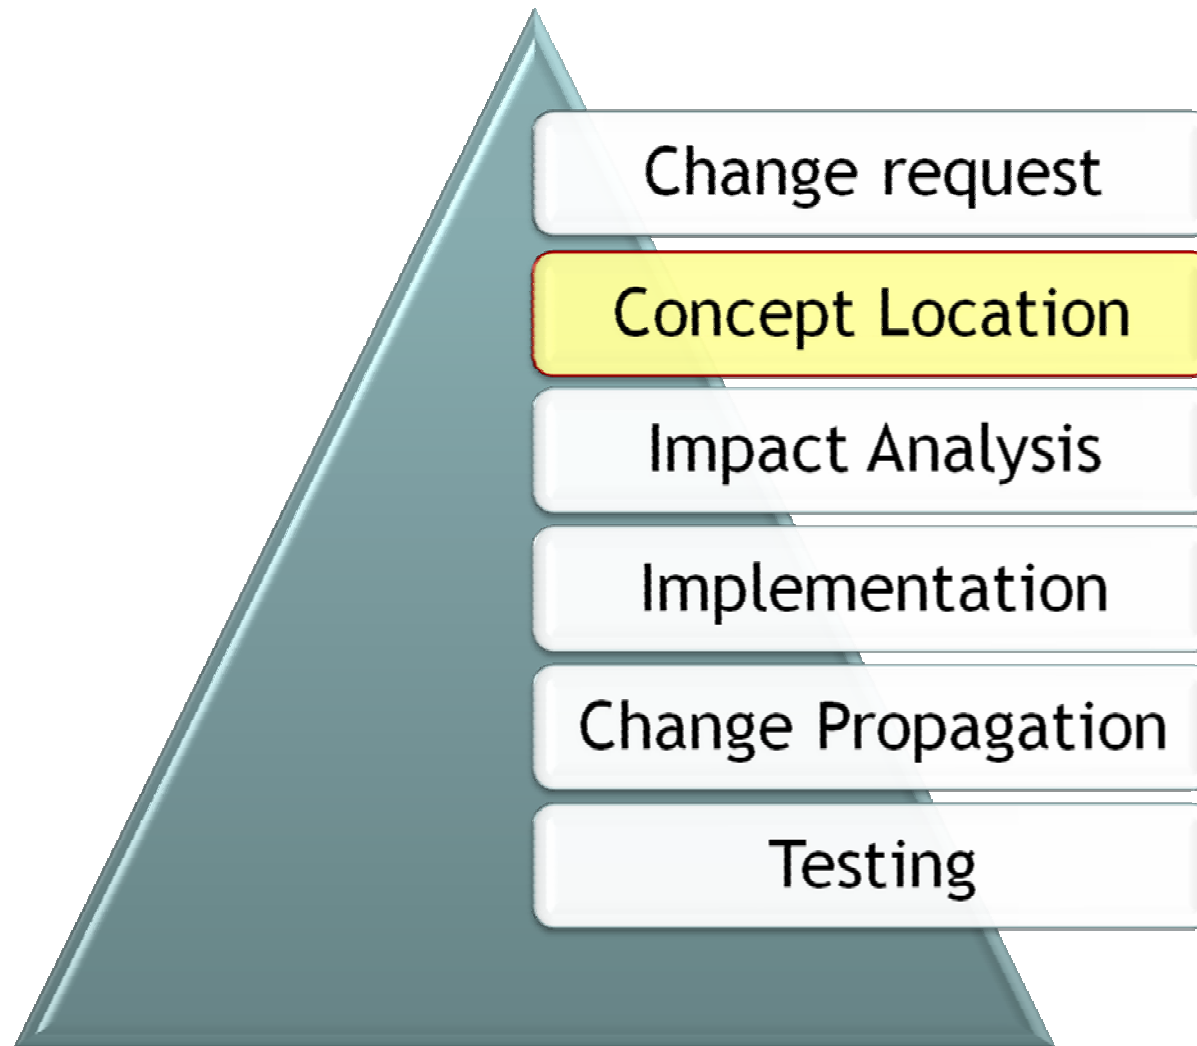 Change request
Concept Location
Impact Analysis
Implementation
Change Propagation
Testing